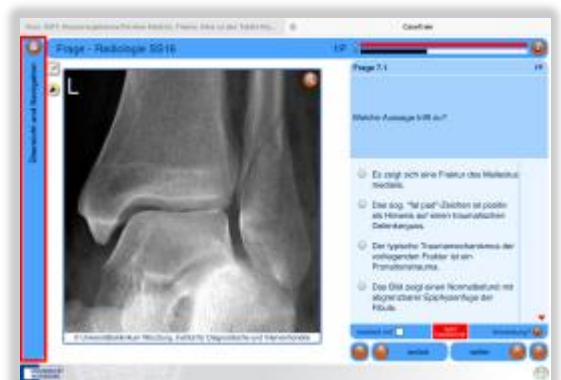 CaseTrain
Frage - Radiologie SS16
1/P
Übersicht und Navigation
L
Frage 7.1
1P
Welche Aussage trifft zu?
Es zeigt sich eine Fraktur des Malleolus
medialis.
Das sog. "fat pad"-Zeichen ist positiv
als Hinweis auf einen traumatischen
Gelenkerguss.
Der typische Traumamechanismus der
vorliegenden Fraktur ist ein
Pronationstrauma.
Das Bild zeigt einen Normalbefund mit
abgrenzbarer Epiphysenfuge der
Fibula.
© Universitätsklinikum Würzburg, Institut für Diagnostische und Interventionelle
zurück
weiter